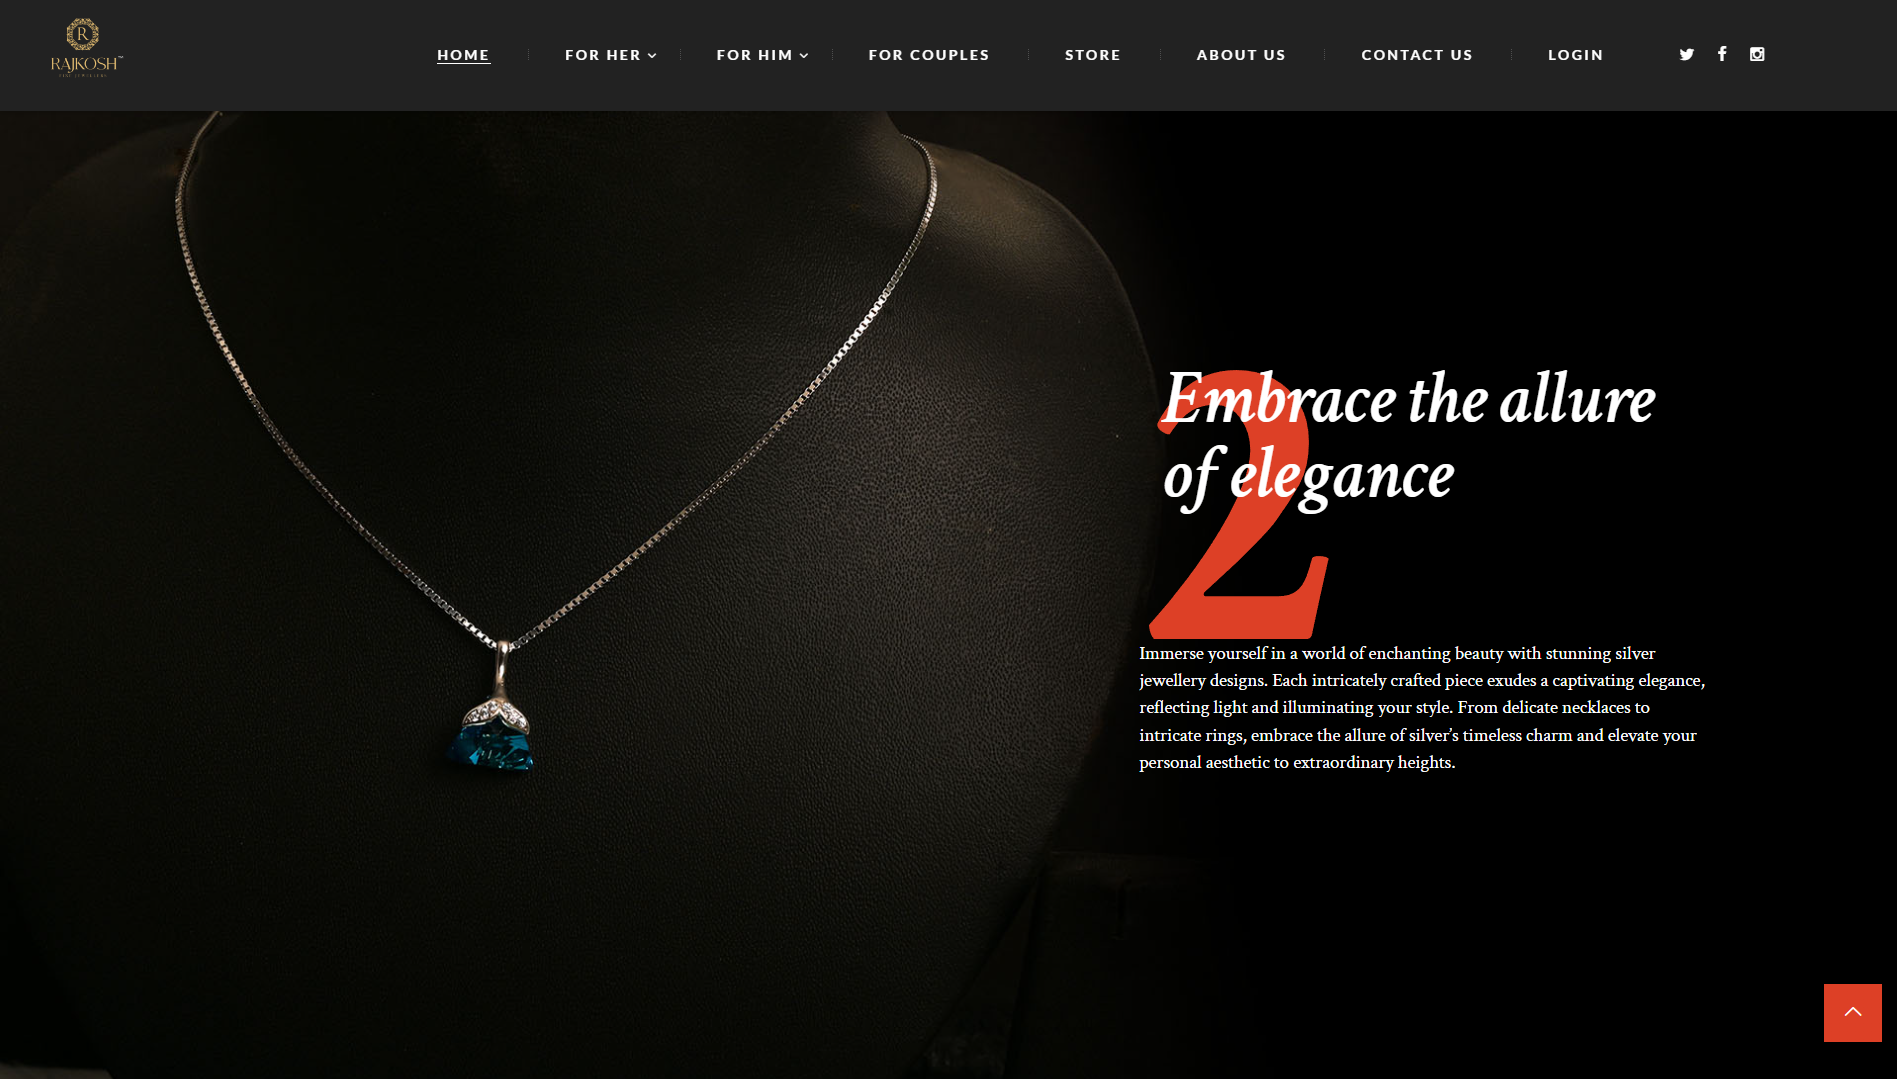 R
RAJKOSH™
FINE JEWELLERS
HOME
FOR HER
FOR HIM
FOR COUPLES
STORE
ABOUT US
CONTACT US
LOGIN
2
Embrace the allure
of elegance
Immerse yourself in a world of enchanting beauty with stunning silver
jewellery designs. Each intricately crafted piece exudes a captivating elegance,
reflecting light and illuminating your style. From delicate necklaces to
intricate rings, embrace the allure of silver’s timeless charm and elevate your
personal aesthetic to extraordinary heights.